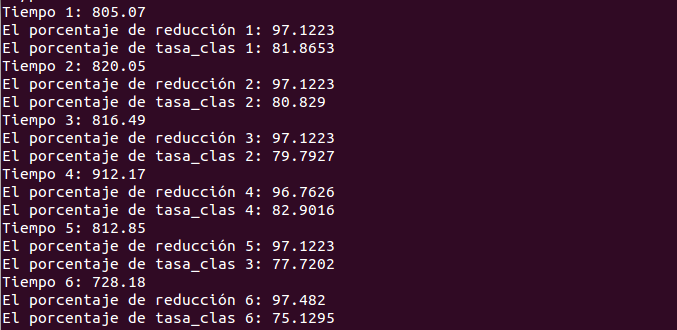 Tiempo 1: 805.07
El porcentaje de reducción 1: 97.1223
El porcentaje de tasa_clas 1: 81.8653
Tiempo 2: 820.05
El porcentaje de reducción 2: 97.1223
El porcentaje de tasa_clas 2: 80.829
Tiempo 3: 816.49
El porcentaje de reducción 3: 97.1223
El porcentaje de tasa_clas 2: 79.7927
Tiempo 4: 912.17
El porcentaje de reducción 4: 96.7626
El porcentaje de tasa_clas 4: 82.9016
Tiempo 5: 812.85
El porcentaje de reducción 5: 97.1223
El porcentaje de tasa_clas 3: 77.7202
Tiempo 6: 728.18
El porcentaje de reducción 6: 97.482
El porcentaje de tasa_clas 6: 75.1295